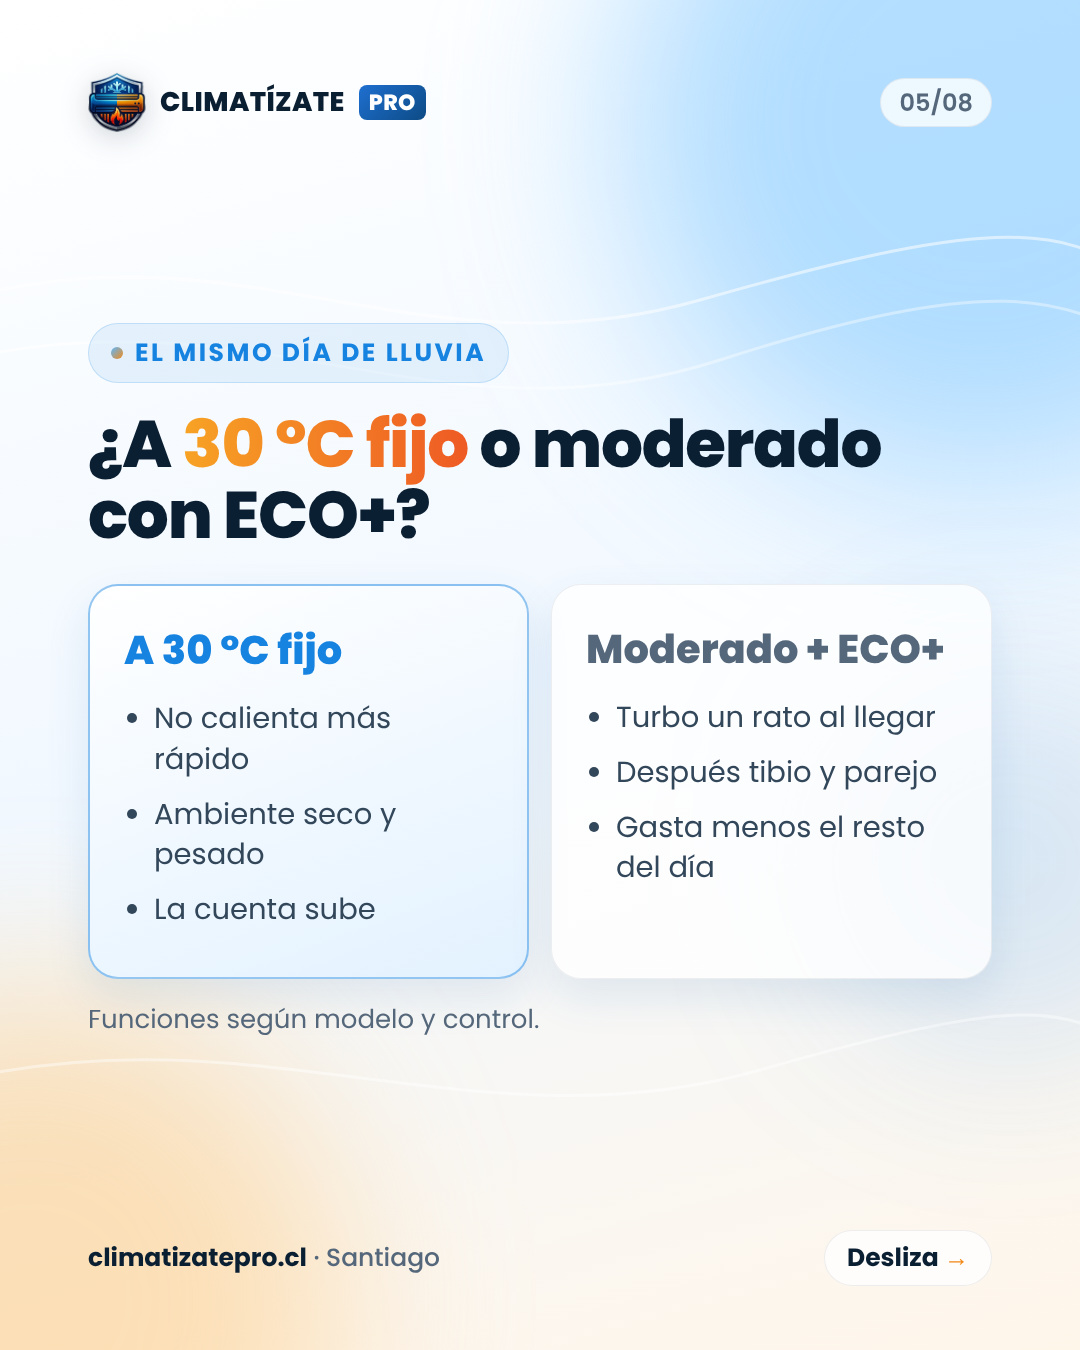 CLIMATÍZATE PRO
05/08
EL MISMO DÍA DE LLUVIA
¿A 30 °C fijo o moderado
con ECO+?
A 30 °C fijo
• No calienta más
rápido
• Ambiente seco y
pesado
• La cuenta sube
Moderado + ECO+
• Turbo un rato al llegar
• Después tibio y parejo
• Gasta menos el resto
del día
Funciones según modelo y control.
climatizatepro.cl · Santiago
Desliza →